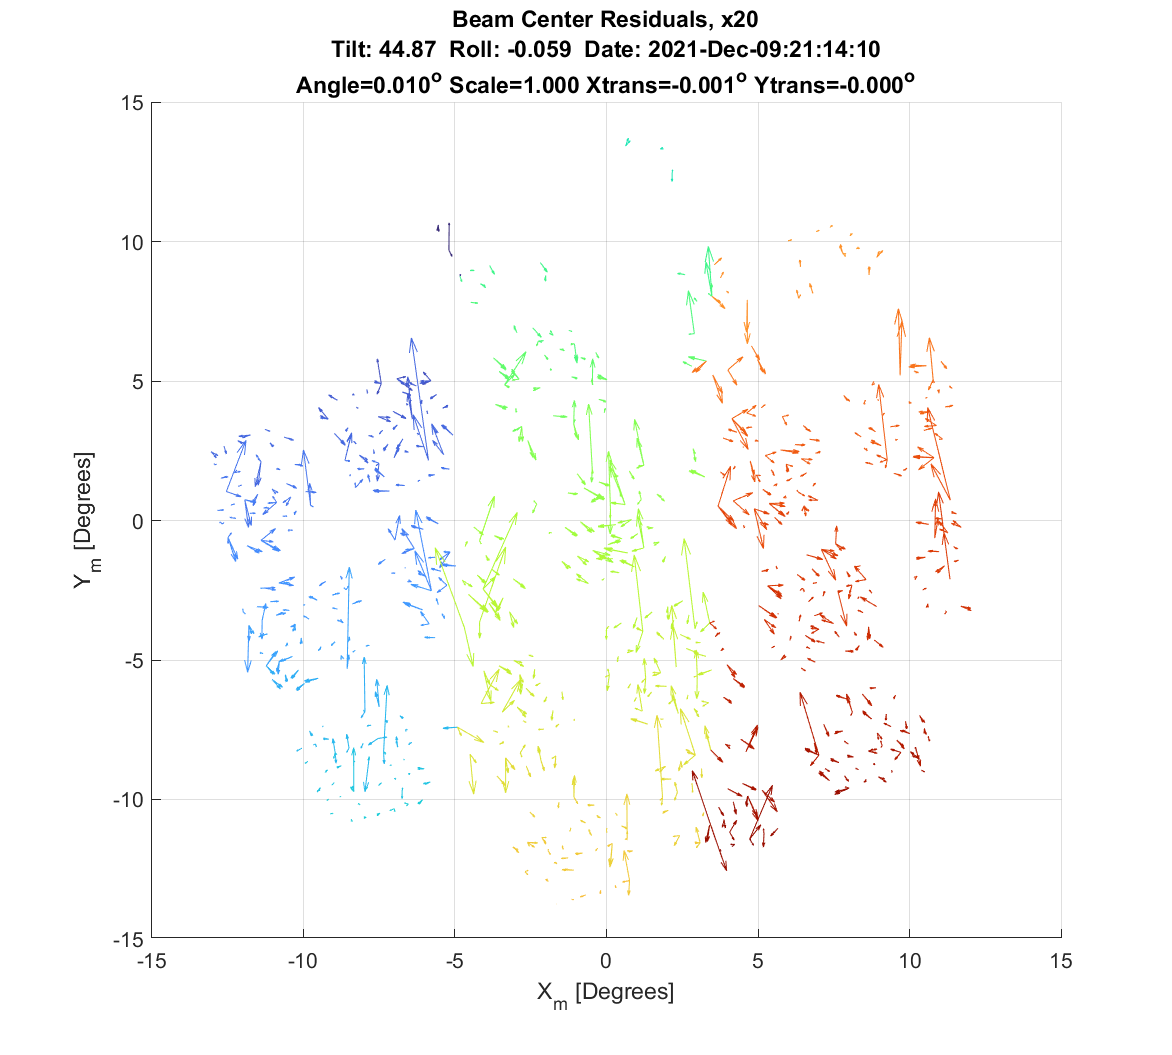 Beam Center Residuals, x20
Tilt: 44.87 Roll: -0.059 Date: 2021-Dec-09:21:14:10
Angle=0.010° Scale=1.000 Xtrans=-0.001° Ytrans=-0.000°
15
10
5
0
-5
-10
-15
Y_m [Degrees]
-15 -10 -5 0 5 10 15
X_m [Degrees]